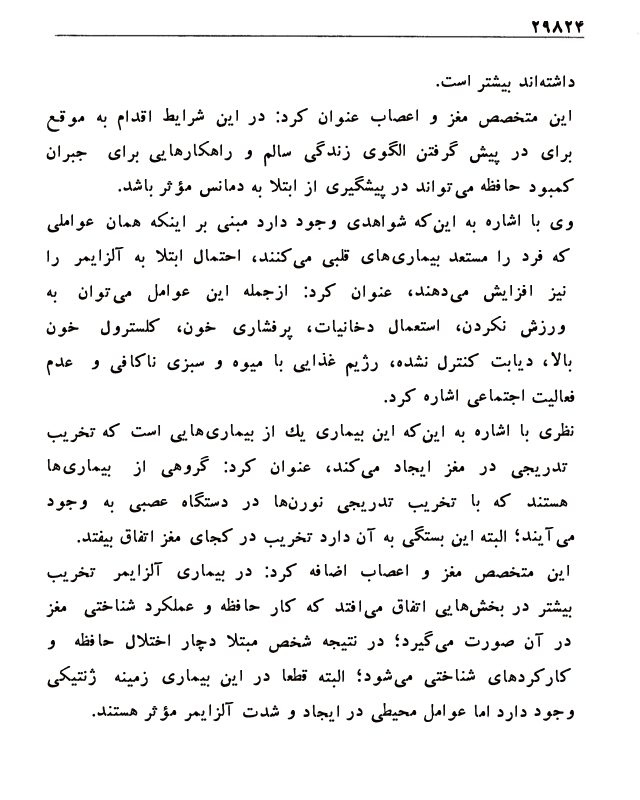 ۲۹۸۲۴
داشته‌اند بیشتر است.
این متخصص مغز و اعصاب عنوان کرد: در این شرایط اقدام به موقع
برای در پیش گرفتن الگوی زندگی سالم و راهکارهایی برای جبران
کمبود حافظه می‌تواند در پیشگیری از ابتلا به دمانس مؤثر باشد.
وی با اشاره به این‌که شواهدی وجود دارد مبنی بر اینکه همان عواملی
که فرد را مستعد بیماری‌های قلبی می‌کنند، احتمال ابتلا به آلزایمر را
نیز افزایش می‌دهند، عنوان کرد: ازجمله این عوامل می‌توان به
ورزش نکردن، استعمال دخانیات، پرفشاری خون، کلسترول خون
بالا، دیابت کنترل نشده، رژیم غذایی با میوه و سبزی ناکافی و عدم
فعالیت اجتماعی اشاره کرد.
نظری با اشاره به این‌که این بیماری یك از بیماری‌هایی است که تخریب
تدریجی در مغز ایجاد می‌کند، عنوان کرد: گروهی از بیماری‌ها
هستند که با تخریب تدریجی نورن‌ها در دستگاه عصبی به وجود
می‌آیند؛ البته این بستگی به آن دارد تخریب در کجای مغز اتفاق بیفتد.
این متخصص مغز و اعصاب اضافه کرد: در بیماری آلزایمر تخریب
بیشتر در بخش‌هایی اتفاق می‌افتد که کار حافظه و عملکرد شناختی مغز
در آن صورت می‌گیرد؛ در نتیجه شخص مبتلا دچار اختلال حافظه و
کارکردهای شناختی می‌شود؛ البته قطعا در این بیماری زمینه ژنتیکی
وجود دارد اما عوامل محیطی در ایجاد و شدت آلزایمر مؤثر هستند.